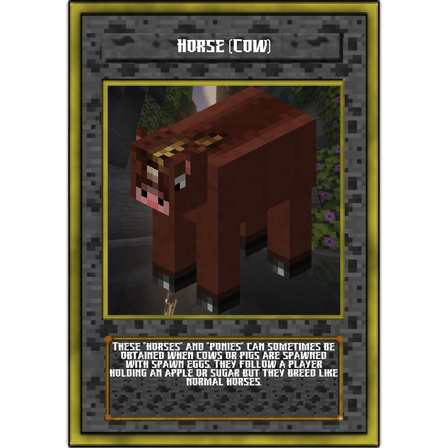 HORSE (COW)
THESE "HORSES" AND "PONIES" CAN SOMETIMES BE
OBTAINED WHEN COWS OR PIGS ARE SPAWNED
WITH SPAWN EGGS. THEY FOLLOW A PLAYER
HOLDING AN APPLE OR SUGAR BUT THEY BREED LIKE
NORMAL HORSES.